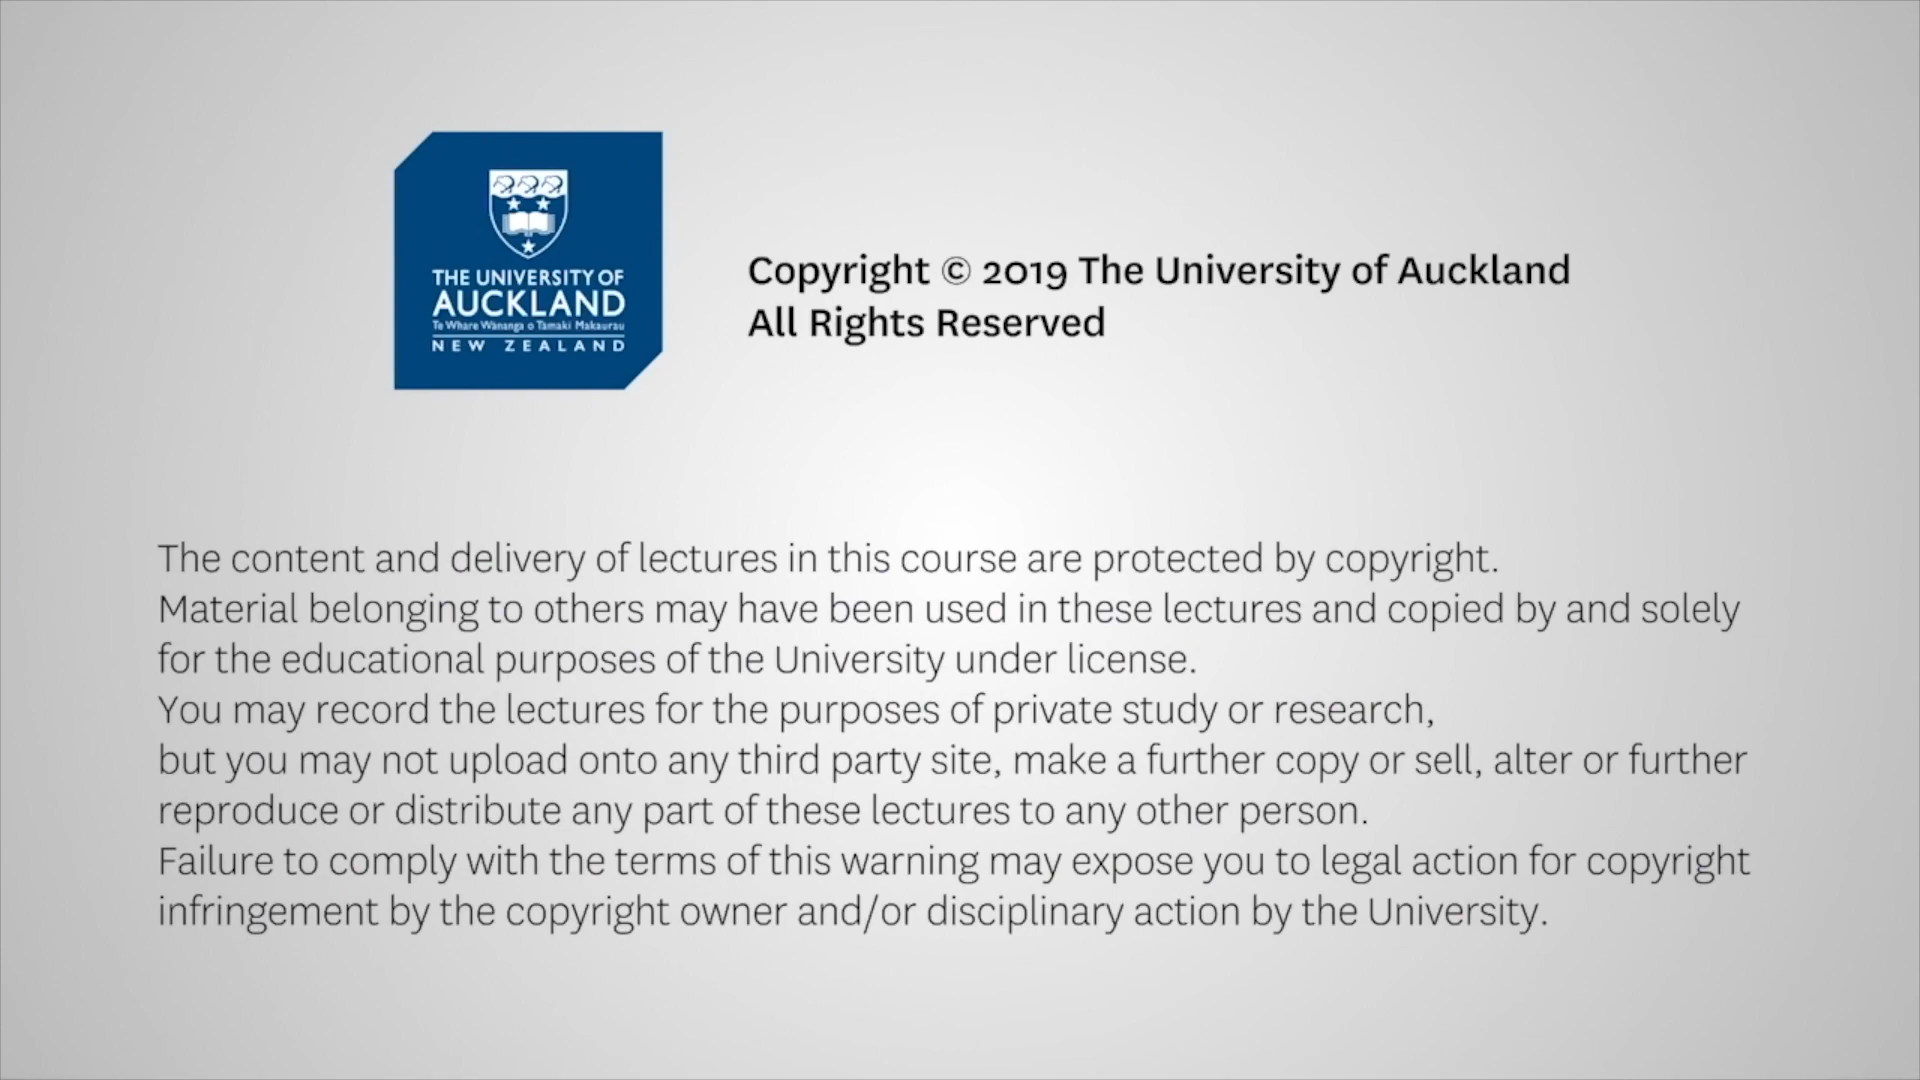 THE UNIVERSITY OF
AUCKLAND
Te Whare Wānanga o Tāmaki Makaurau
NEW ZEALAND
Copyright © 2019 The University of Auckland
All Rights Reserved
The content and delivery of lectures in this course are protected by copyright.
Material belonging to others may have been used in these lectures and copied by and solely
for the educational purposes of the University under license.
You may record the lectures for the purposes of private study or research,
but you may not upload onto any third party site, make a further copy or sell, alter or further
reproduce or distribute any part of these lectures to any other person.
Failure to comply with the terms of this warning may expose you to legal action for copyright
infringement by the copyright owner and/or disciplinary action by the University.